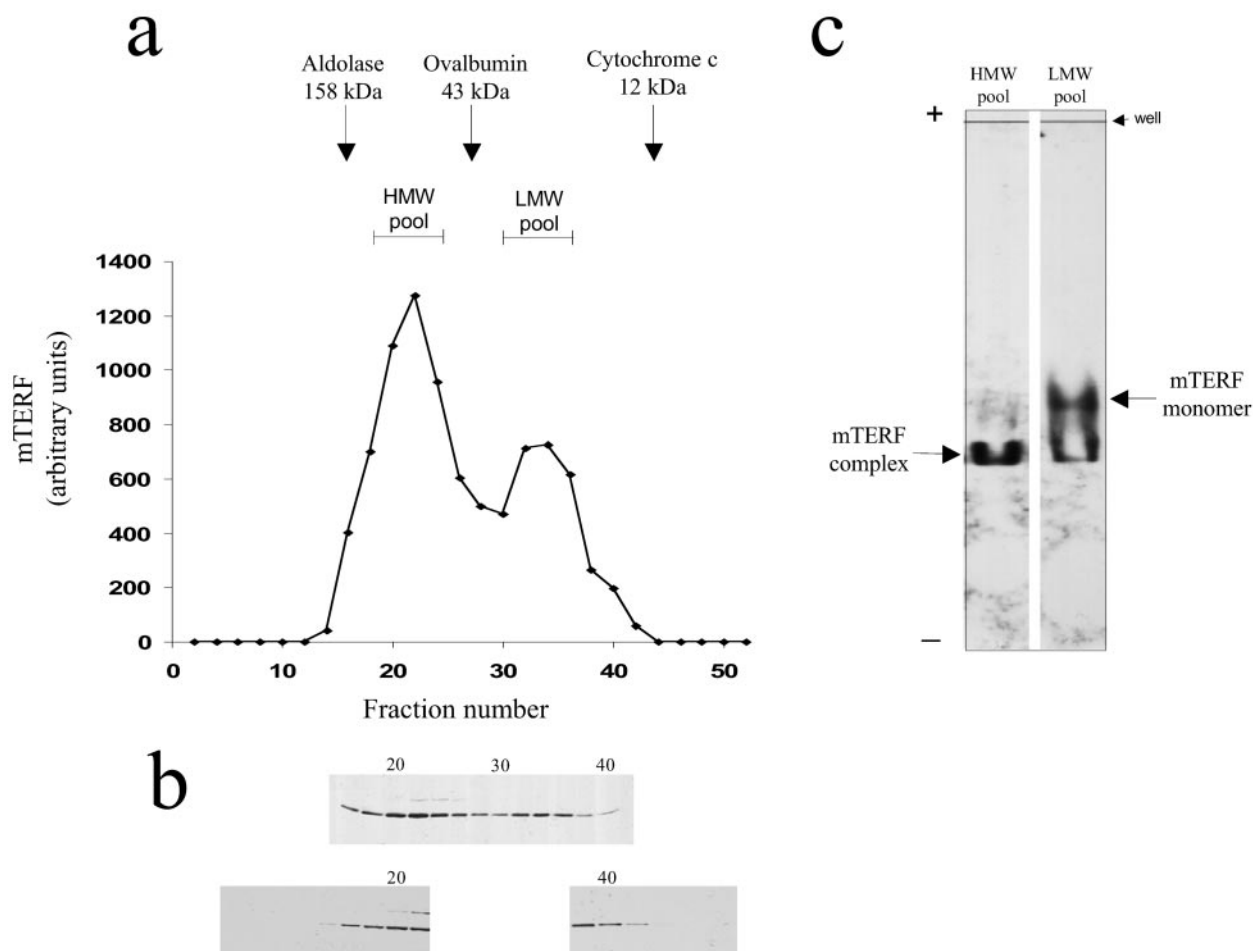 a
Aldolase
158 kDa
Ovalbumin
43 kDa
Cytochrome c
12 kDa
HMW
pool
LMW
pool
mTERF
(arbitrary units)
1400
1200
1000
800
600
400
200
0
0 10 20 30 40 50
Fraction number
b
20 30 40
20 40
c
HMW
pool
LMW
pool
+
well
mTERF
monomer
mTERF
complex
–